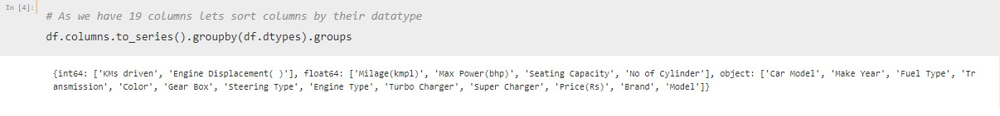 In [4]:
# As we have 19 columns lets sort columns by their datatype
df.columns.to_series().groupby(df.dtypes).groups
{int64: ['KMs driven', 'Engine Displacement( )'], float64: ['Milage(kmpl)', 'Max Power(bhp)', 'Seating Capacity', 'No of Cylinder'], object: ['Car Model', 'Make Year', 'Fuel Type', 'Tr
ansmission', 'Color', 'Gear Box', 'Steering Type', 'Engine Type', 'Turbo Charger', 'Super Charger', 'Price(Rs)', 'Brand', 'Model']}